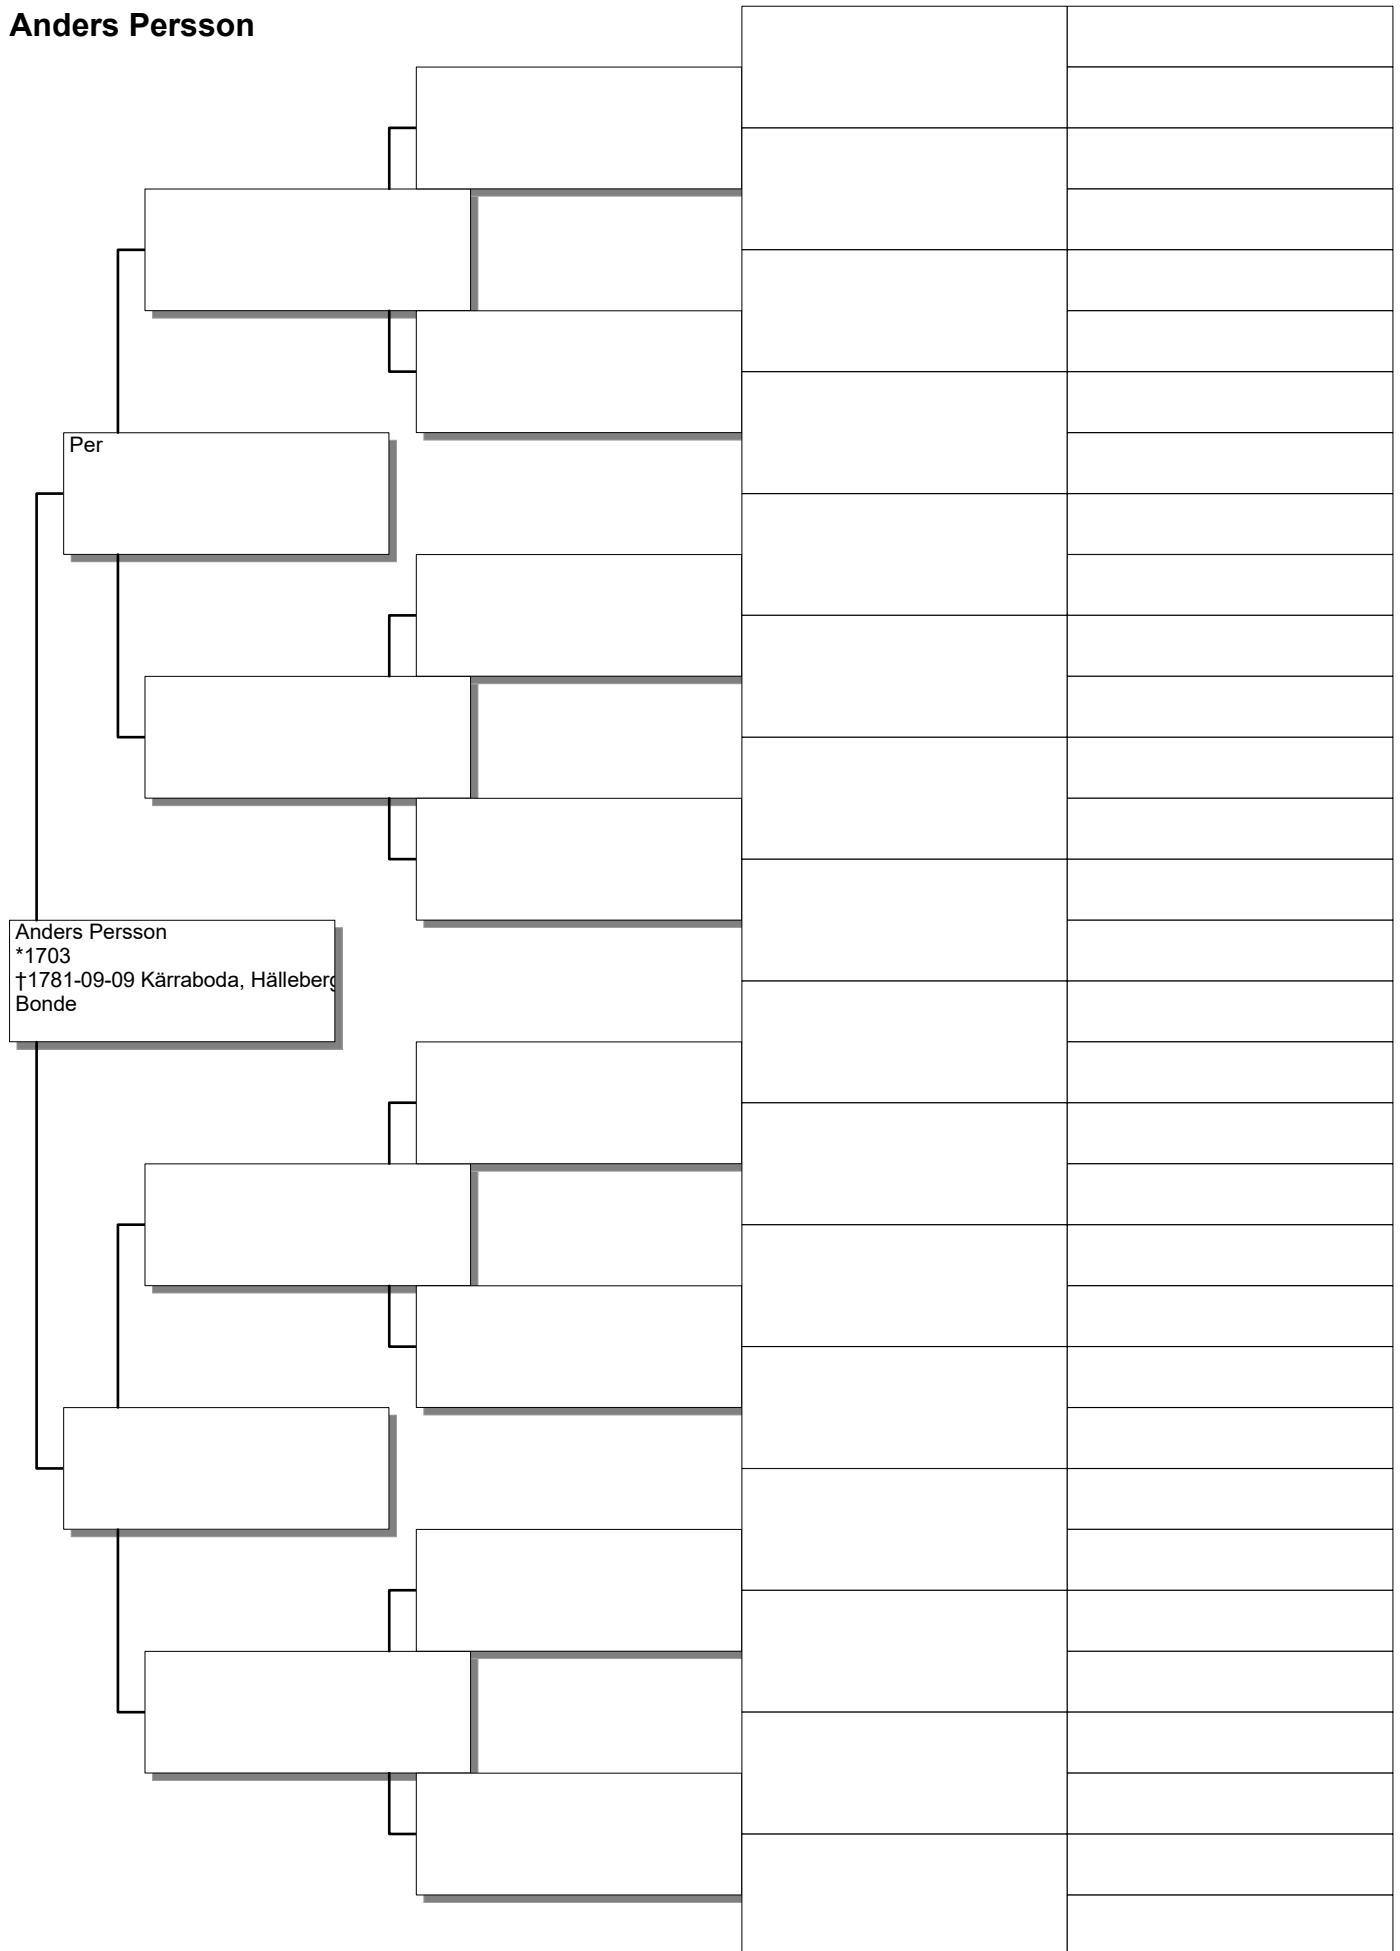 Anders Persson
Per
Anders Persson
*1703
†1781-09-09 Kärraboda, Hälleberg
Bonde